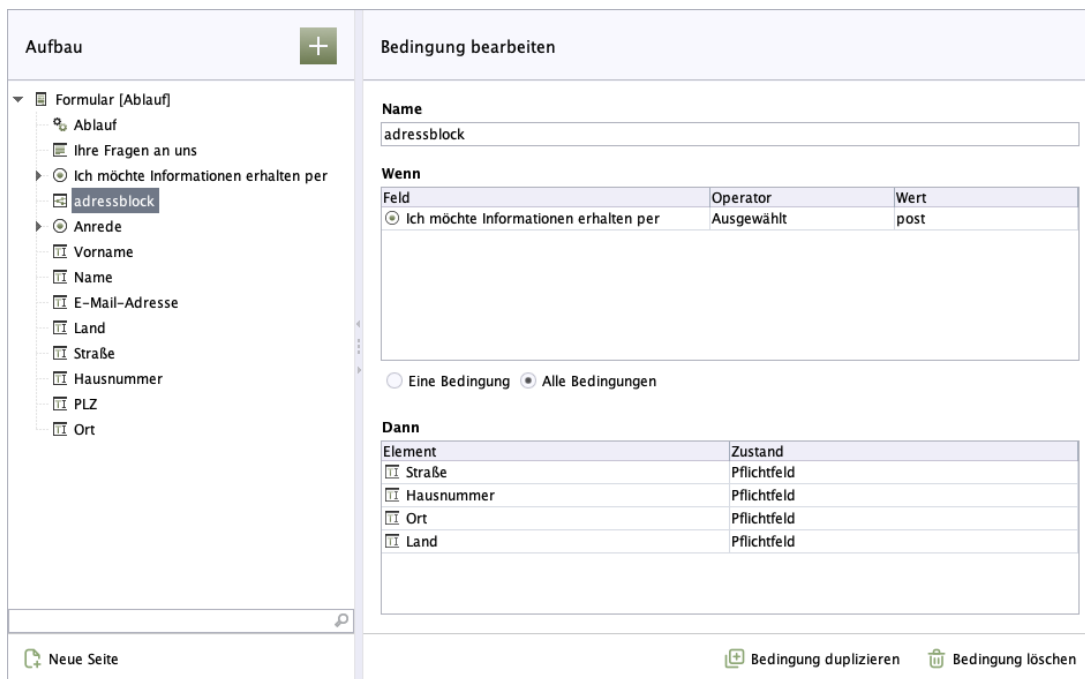 Aufbau
Formular [Ablauf]
Ablauf
Ihre Fragen an uns
Ich möchte Informationen erhalten per
adressblock
Anrede
Vorname
Name
E-Mail-Adresse
Land
Straße
Hausnummer
PLZ
Ort
Neue Seite
Bedingung bearbeiten
Name
adressblock
Wenn
Feld Operator Wert
Ich möchte Informationen erhalten per Ausgewählt post
Eine Bedingung Alle Bedingungen
Dann
Element Zustand
Straße Pflichtfeld
Hausnummer Pflichtfeld
Ort Pflichtfeld
Land Pflichtfeld
Bedingung duplizieren Bedingung löschen